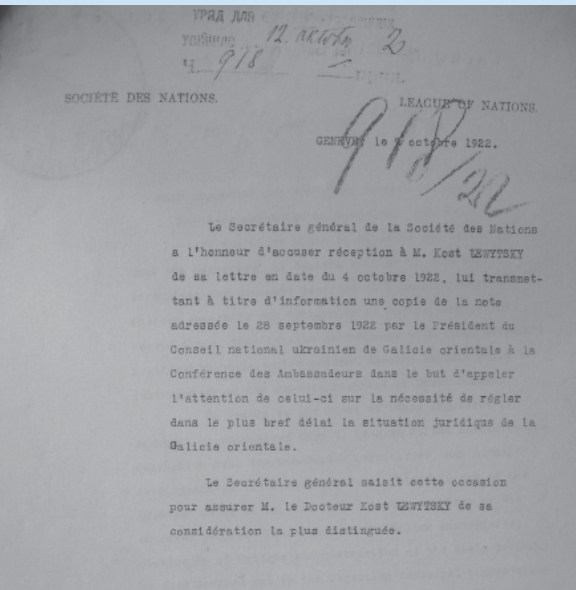 УРЯД ДЛЯ
12. октобр 2
918
SOCIÉTÉ DES NATIONS.
LEAGUE OF NATIONS.
GENÈVE, le octobre 1922.
918/22
Le Secrétaire général de la Société des Nations
a l'honneur d'accuser réception à M. Kost LEWYTSKY
de sa lettre en date du 4 octobre 1922, lui transmet-
tant à titre d'information une copie de la note
adressée le 28 septembre 1922 par le Président du
Conseil national ukrainien de Galicie orientale à la
Conférence des Ambassadeurs dans le but d'appeler
l'attention de celui-ci sur la nécessité de régler
dans le plus bref délai la situation juridique de la
Galicie orientale.
Le Secrétaire général saisit cette occasion
pour assurer M. le Docteur Kost LEWYTSKY de sa
considération la plus distinguée.